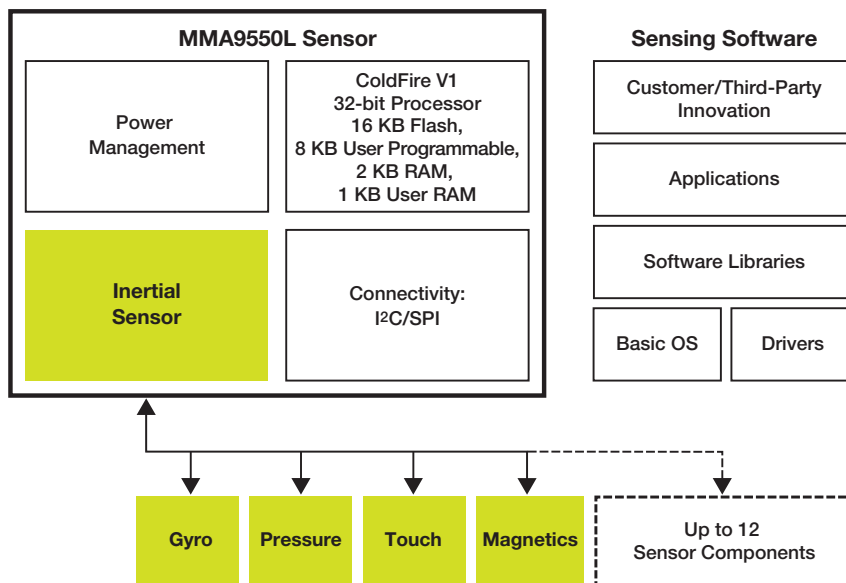 MMA9550L Sensor
Power
Management
ColdFire V1
32-bit Processor
16 KB Flash,
8 KB User Programmable,
2 KB RAM,
1 KB User RAM
Inertial
Sensor
Connectivity:
I²C/SPI
Sensing Software
Customer/Third-Party
Innovation
Applications
Software Libraries
Basic OS
Drivers
Gyro
Pressure
Touch
Magnetics
Up to 12
Sensor Components